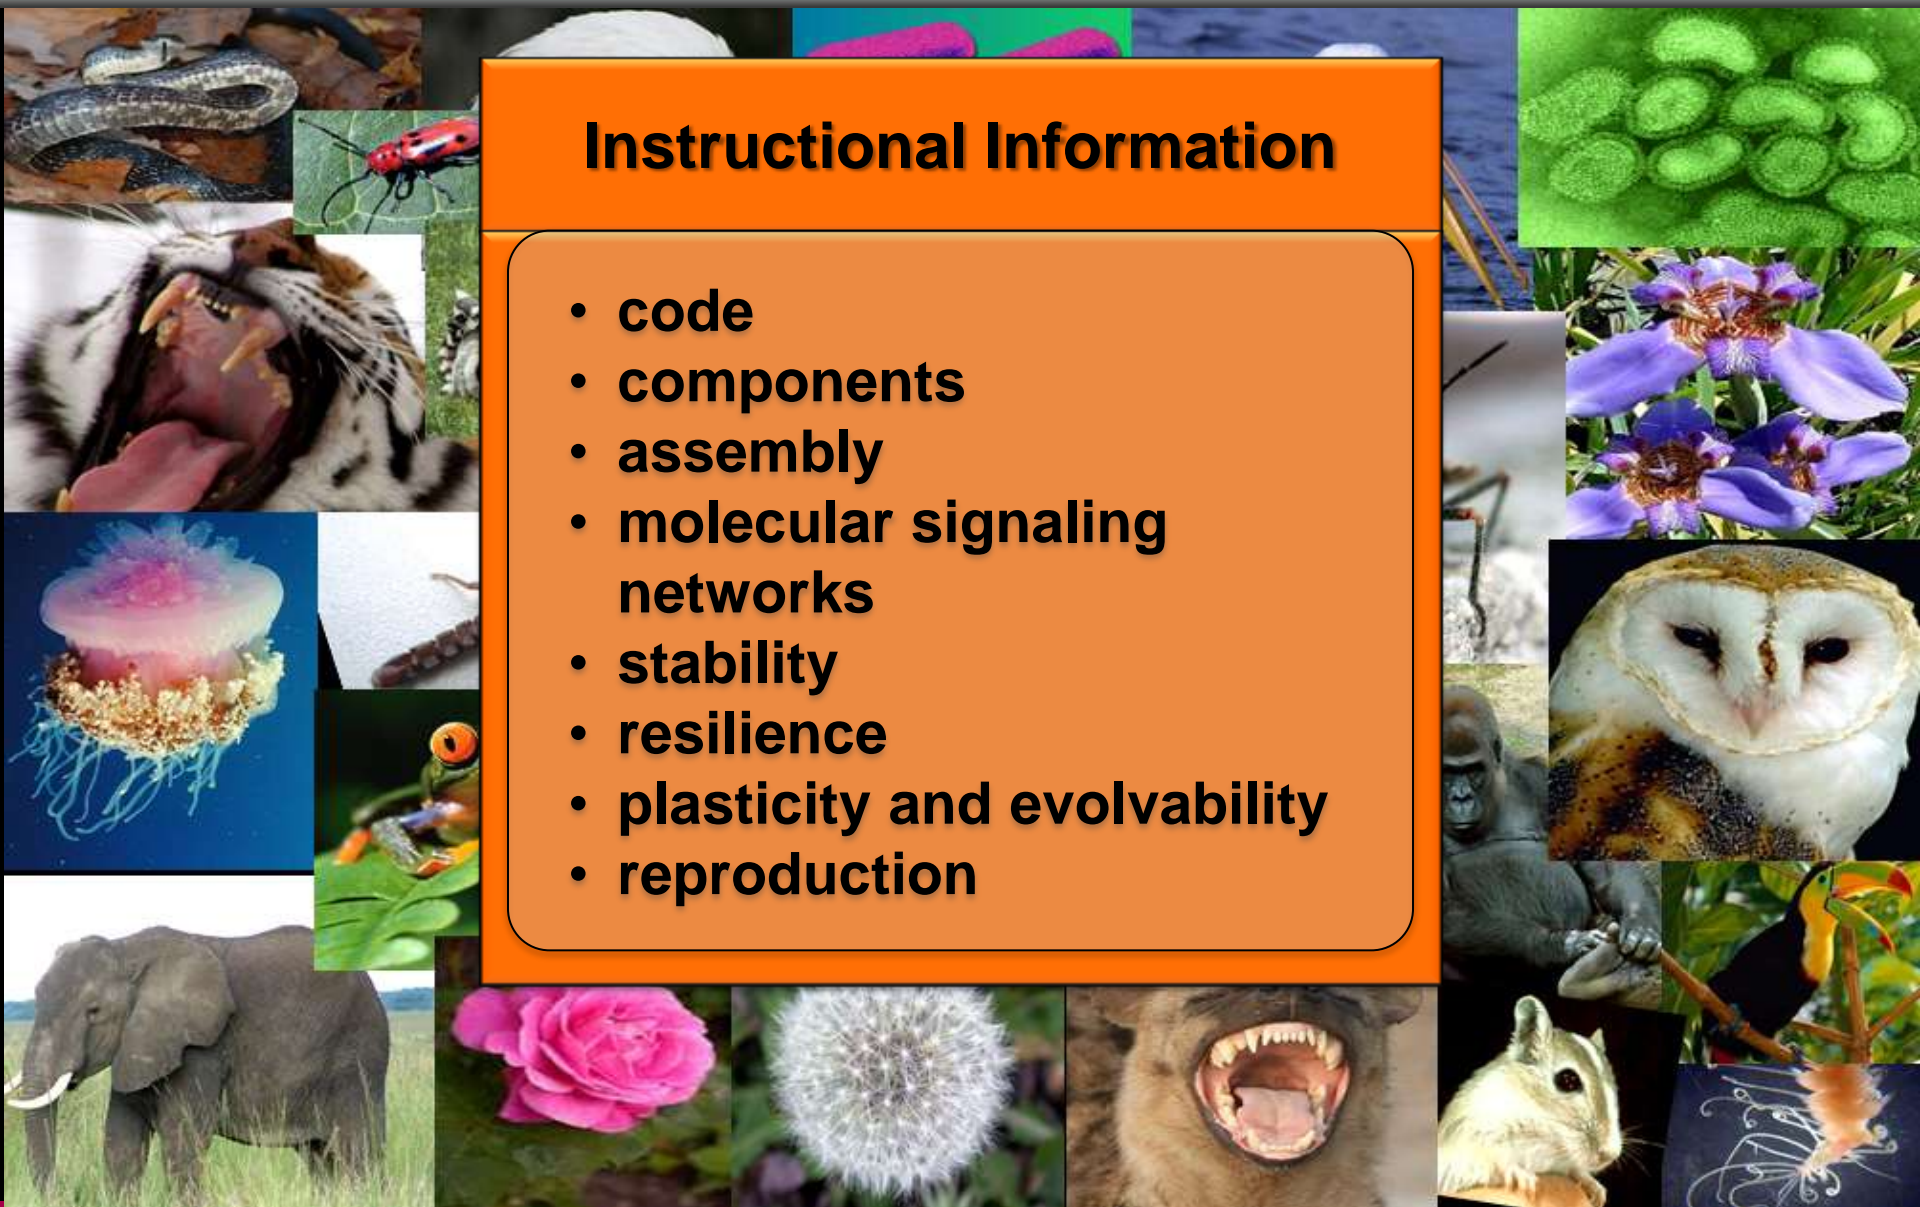 Instructional Information
• code
• components
• assembly
• molecular signaling
networks
• stability
• resilience
• plasticity and evolvability
• reproduction